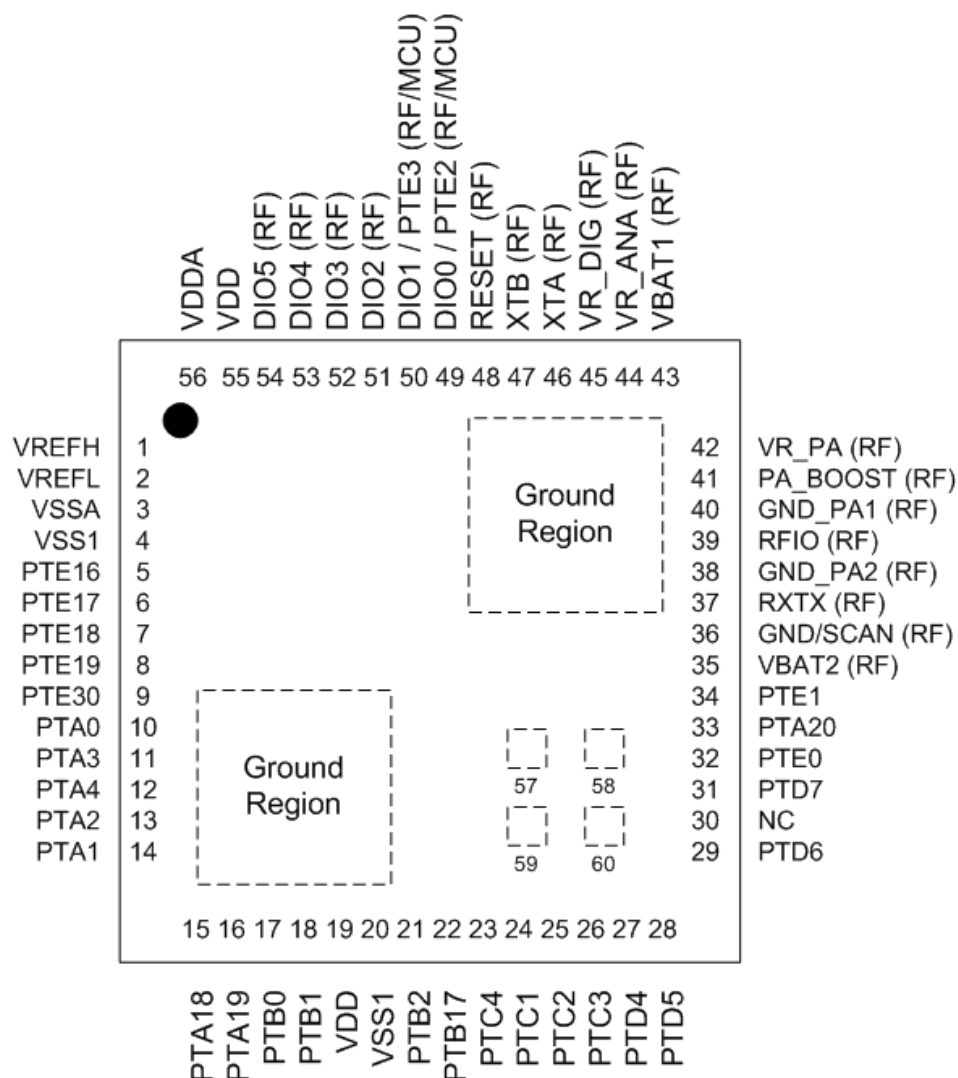 VDDA
VDD
DIO5 (RF)
DIO4 (RF)
DIO3 (RF)
DIO2 (RF)
DIO1 / PTE3 (RF/MCU)
DIO0 / PTE2 (RF/MCU)
RESET (RF)
XTB (RF)
XTA (RF)
VR_DIG (RF)
VR_ANA (RF)
VBAT1 (RF)
56 55 54 53 52 51 50 49 48 47 46 45 44 43
VREFH 1
VREFL 2
VSSA 3
VSS1 4
PTE16 5
PTE17 6
PTE18 7
PTE19 8
PTE30 9
PTA0 10
PTA3 11
PTA4 12
PTA2 13
PTA1 14
Ground
Region
42 VR_PA (RF)
41 PA_BOOST (RF)
40 GND_PA1 (RF)
39 RFIO (RF)
38 GND_PA2 (RF)
37 RXTX (RF)
36 GND/SCAN (RF)
35 VBAT2 (RF)
34 PTE1
33 PTA20
32 PTE0
31 PTD7
30 NC
29 PTD6
Ground
Region
57 58
59 60
15 16 17 18 19 20 21 22 23 24 25 26 27 28
PTA18
PTA19
PTB0
PTB1
VDD
VSS1
PTB2
PTB17
PTC4
PTC1
PTC2
PTC3
PTD4
PTD5